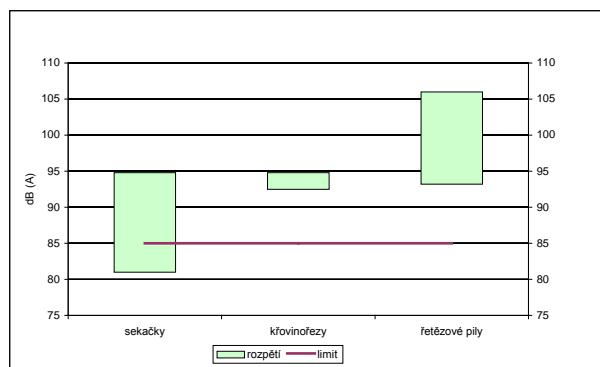 110 110
105 105
100 100
95 95
90 90
85 85
80 80
75 75
dB (A)
sekačky křovinořezy řetězové pily
rozpětí limit